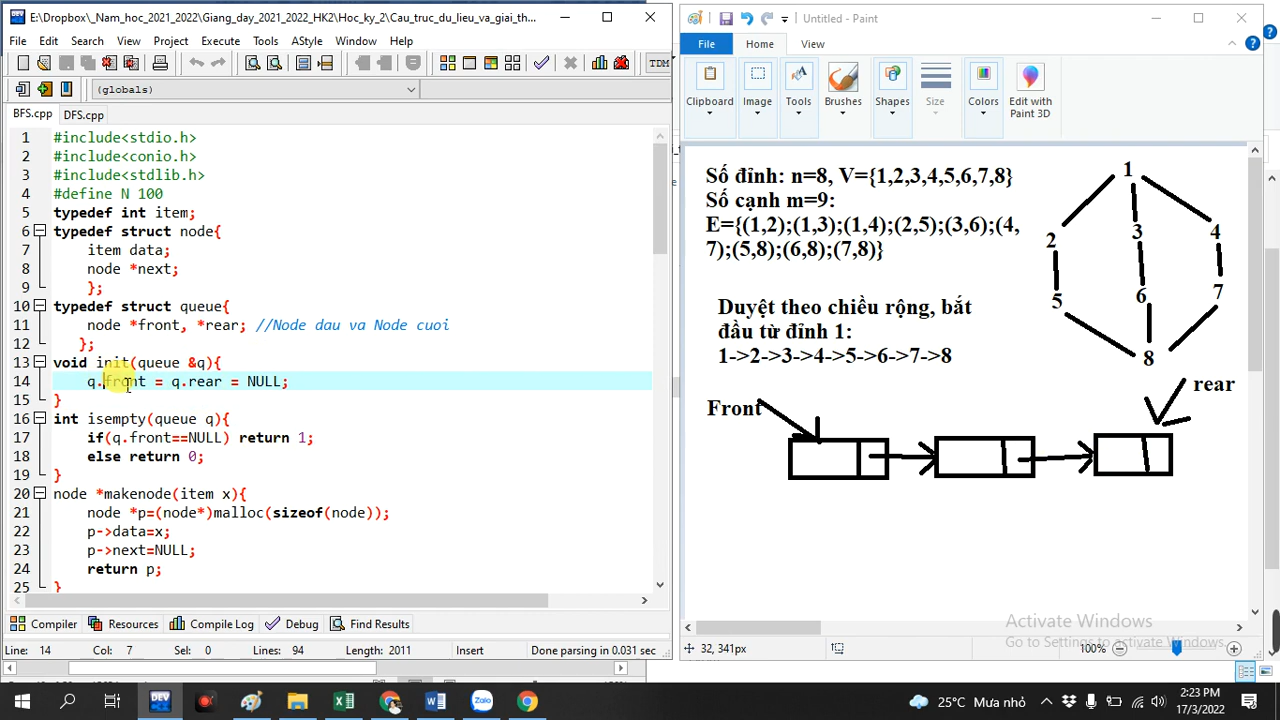 E:\Dropbox\_Nam_hoc_2021_2022\Giang_day_2021_2022_HK2\Hoc_ky_2\Cau_truc_du_lieu_va_giai_th...
File Edit Search View Project Execute Tools AStyle Window Help
TDM
(globals)
BFS.cpp DFS.cpp
1 #include<stdio.h>
2 #include<conio.h>
3 #include<stdlib.h>
4 #define N 100
5 typedef int item;
6 typedef struct node{
7 item data;
8 node *next;
9 };
10 typedef struct queue{
11 node *front, *rear; //Node dau va Node cuoi
12 };
13 void init(queue &q){
14 q.front = q.rear = NULL;
15 }
16 int isempty(queue q){
17 if(q.front==NULL) return 1;
18 else return 0;
19 }
20 node *makenode(item x){
21 node *p=(node*)malloc(sizeof(node));
22 p->data=x;
23 p->next=NULL;
24 return p;
25 }
Compiler Resources Compile Log Debug Find Results
Line: 14 Col: 7 Sel: 0 Lines: 94 Length: 2011 Insert Done parsing in 0.031 sec
Untitled - Paint
File Home View
Clipboard Image Tools Brushes Shapes Size Colors Edit with
Paint 3D
Số đỉnh: n=8, V={1,2,3,4,5,6,7,8}
Số cạnh m=9:
E={(1,2);(1,3);(1,4);(2,5);(3,6);(4,
7);(5,8);(6,8);(7,8)}
Duyệt theo chiều rộng, bắt
đầu từ đỉnh 1:
1->2->3->4->5->6->7->8
1
2 3 4
5 6 7
8
Front
rear
Activate Windows
Go to Settings to activate Windows.
32, 341px
100%
25°C Mưa nhỏ
2:23 PM
17/3/2022